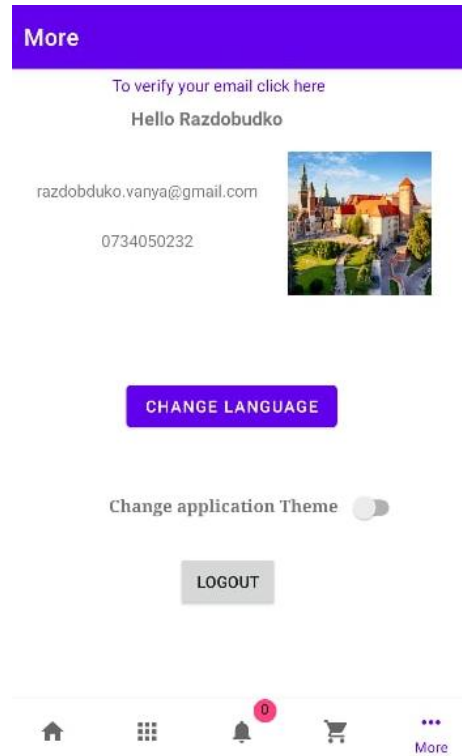 More
To verify your email click here
Hello Razdobudko
razdobduko.vanya@gmail.com
0734050232
CHANGE LANGUAGE
Change application Theme
LOGOUT
0
More